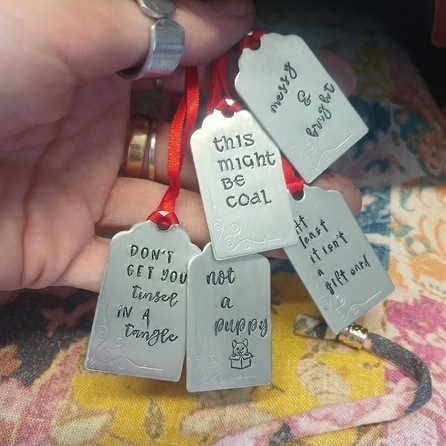 messy
&
bright
this
might
BE
coal
at
least
it isn't
a
gift card
DON'T
GET YOU
tinsel
IN A
tangle
not
a
puppy